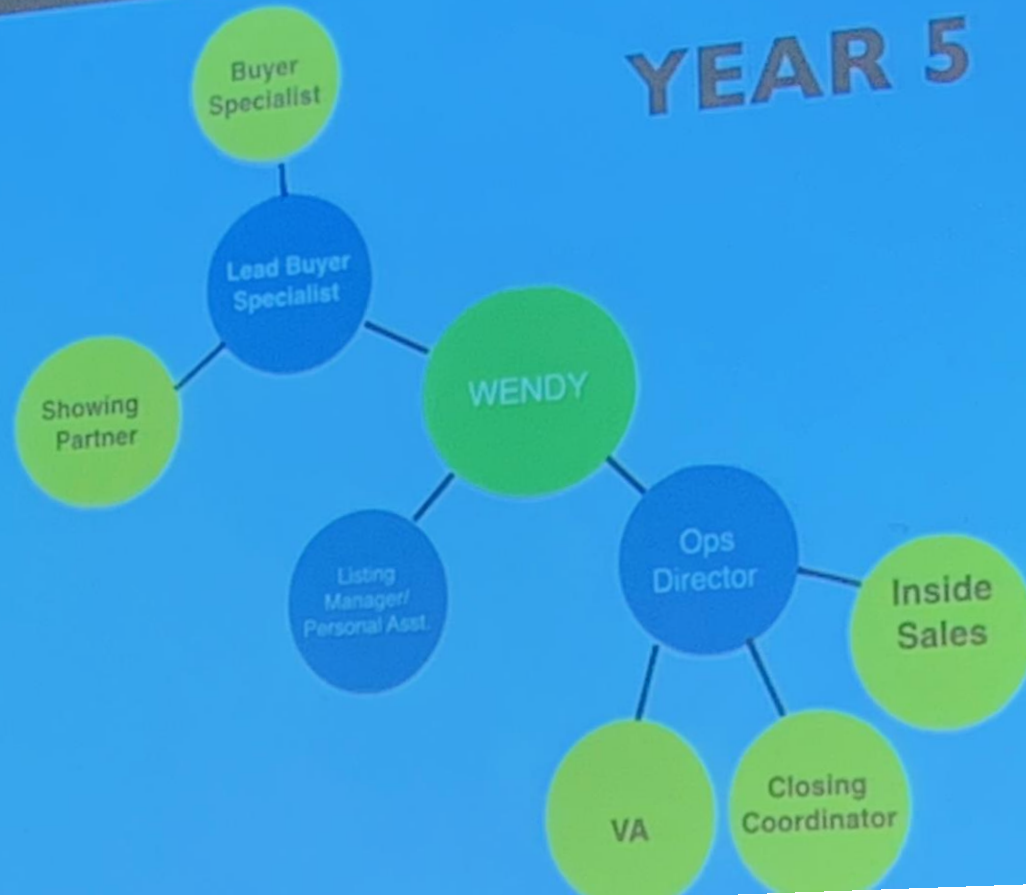 YEAR 5
Buyer
Specialist
Lead Buyer
Specialist
Showing
Partner
WENDY
Listing
Manager/
Personal Asst.
Ops
Director
Inside
Sales
VA
Closing
Coordinator